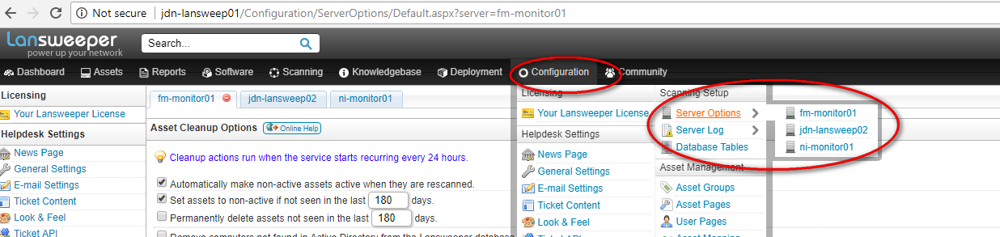 Not secure | jdn-lansweep01/Configuration/ServerOptions/Default.aspx?server=fm-monitor01
Lansweeper
power up your network
Search...
Dashboard Assets Reports Software Scanning Knowledgebase Deployment Configuration Community
Licensing
Your Lansweeper License
Helpdesk Settings
News Page
General Settings
E-mail Settings
Ticket Content
Look & Feel
Ticket API
fm-monitor01 jdn-lansweep02 ni-monitor01
Asset Cleanup Options Online Help
Cleanup actions run when the service starts recurring every 24 hours.
Automatically make non-active assets active when they are rescanned.
Set assets to non-active if not seen in the last 180 days.
Permanently delete assets not seen in the last 180 days.
Remove computers not found in Active Directory from the Lansweeper database
Licensing
Your Lansweeper License
Helpdesk Settings
News Page
General Settings
E-mail Settings
Ticket Content
Look & Feel
Ticket API
Scanning Setup
Server Options
Server Log
Database Tables
Asset Management
Asset Groups
Asset Pages
User Pages
Asset Mapping
fm-monitor01
jdn-lansweep02
ni-monitor01